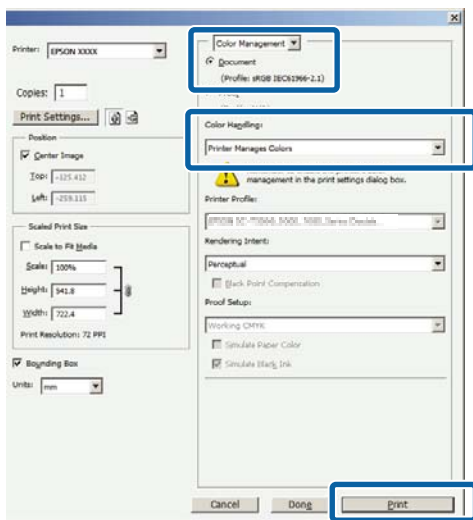 Printer: EPSON XXXX
Copies: 1
Print Settings...
Position
Center Image
Top: -125.412
Left: -259.115
Scaled Print Size
Scale to Fit Media
Scale: 100%
Height: 541.8
Width: 722.4
Print Resolution: 72 PPI
Bounding Box
Units: mm
Color Management
Document
(Profile: sRGB IEC61966-2.1)
Color Handling:
Printer Manages Colors
management in the print settings dialog box.
Printer Profile:
Rendering Intent:
Perceptual
Black Point Compensation
Proof Setup:
Working CMYK
Simulate Paper Color
Simulate Black Ink
Cancel
Done
Print